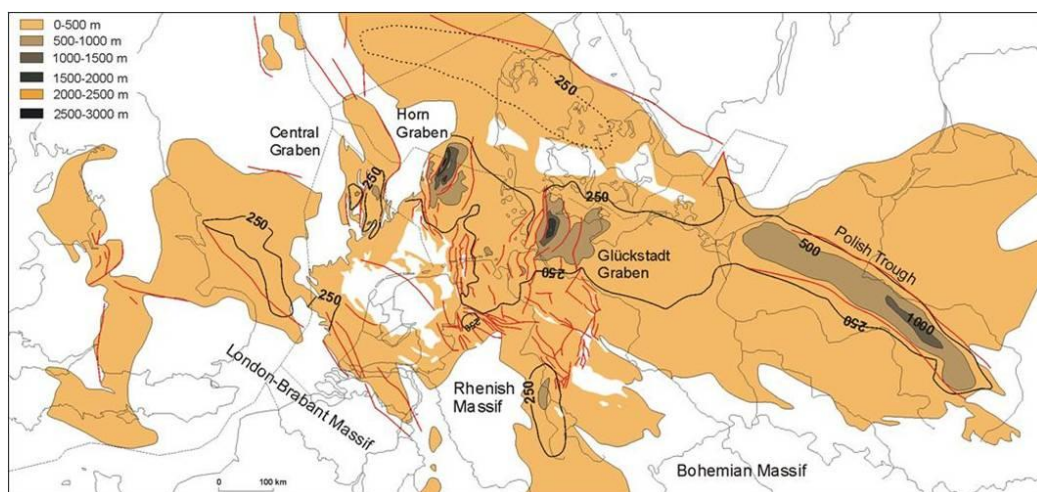 0-500 m
500-1000 m
1000-1500 m
1500-2000 m
2000-2500 m
2500-3000 m
Central
Graben
Horn
Graben
250
250
250
250
250
Glückstadt
Graben
250
500
Polish Trough
1000
250
250
250
London-Brabant Massif
Rhenish
Massif
250
Bohemian Massif
0
100 km